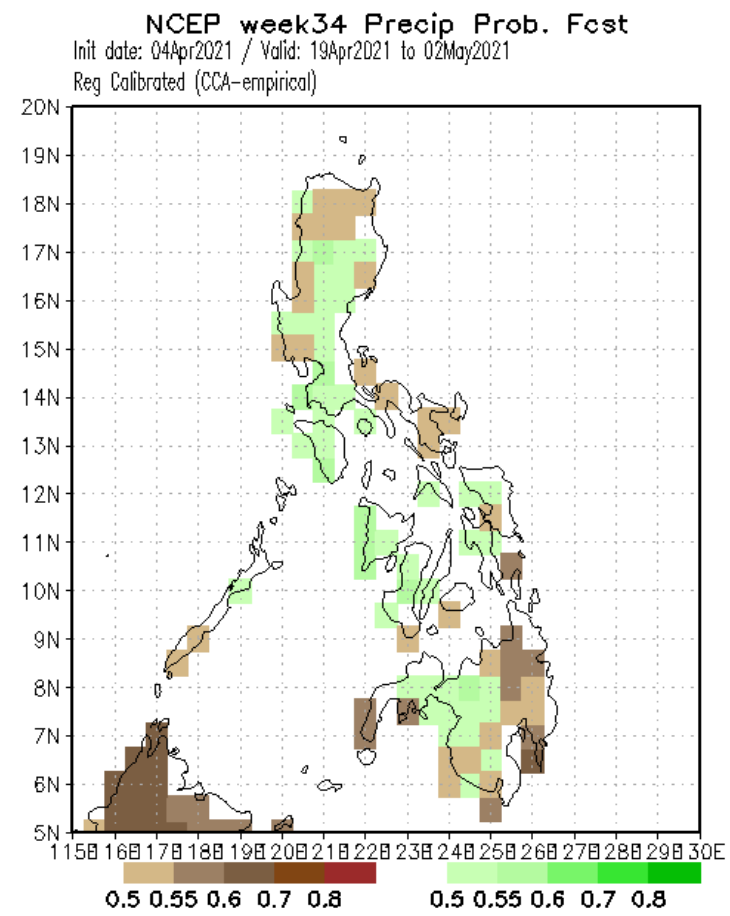 NCEP week34 Precip Prob. Fcst
Init date: 04Apr2021 / Valid: 19Apr2021 to 02May2021
Reg Calibrated (CCA-empirical)
20N
19N
18N
17N
16N
15N
14N
13N
12N
11N
10N
9N
8N
7N
6N
5N
0.5 0.55 0.6 0.7 0.8 0.5 0.55 0.6 0.7 0.8